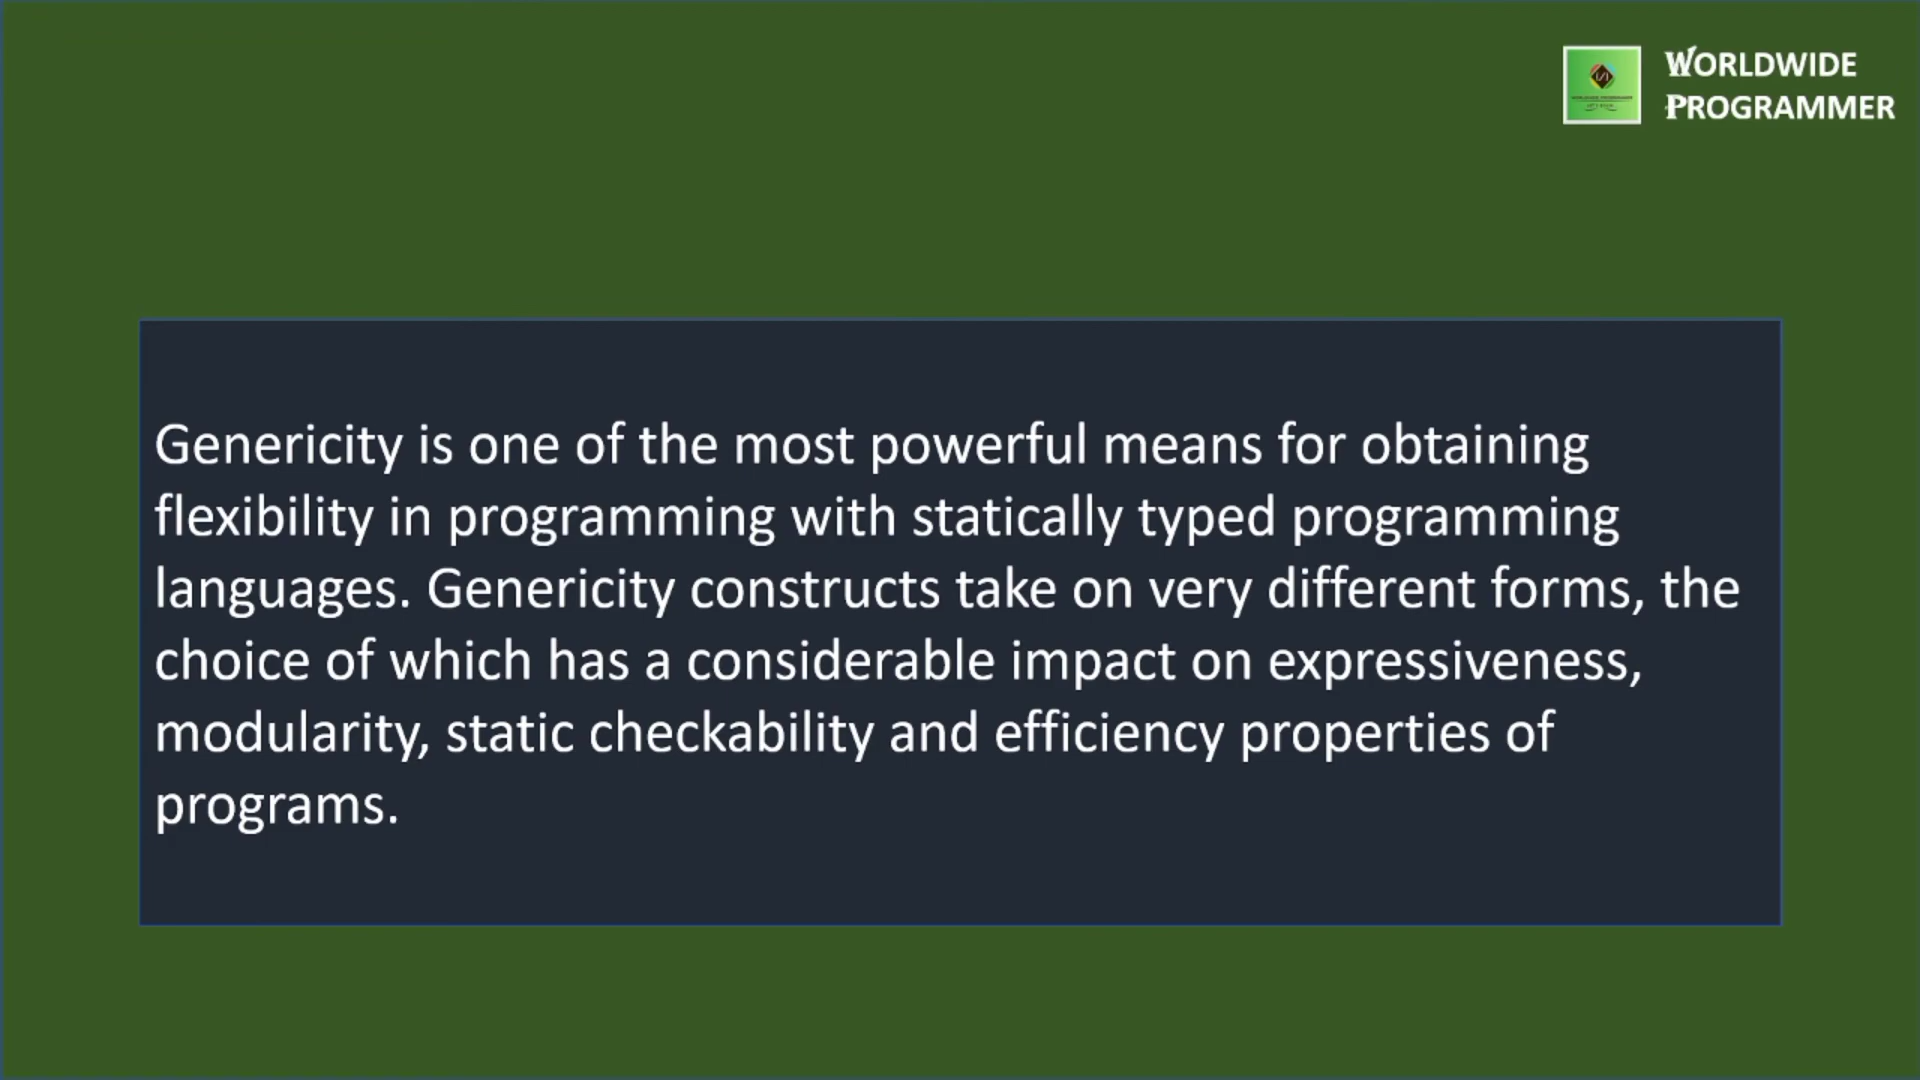 WORLDWIDE
PROGRAMMER
Genericity is one of the most powerful means for obtaining
flexibility in programming with statically typed programming
languages. Genericity constructs take on very different forms, the
choice of which has a considerable impact on expressiveness,
modularity, static checkability and efficiency properties of
programs.